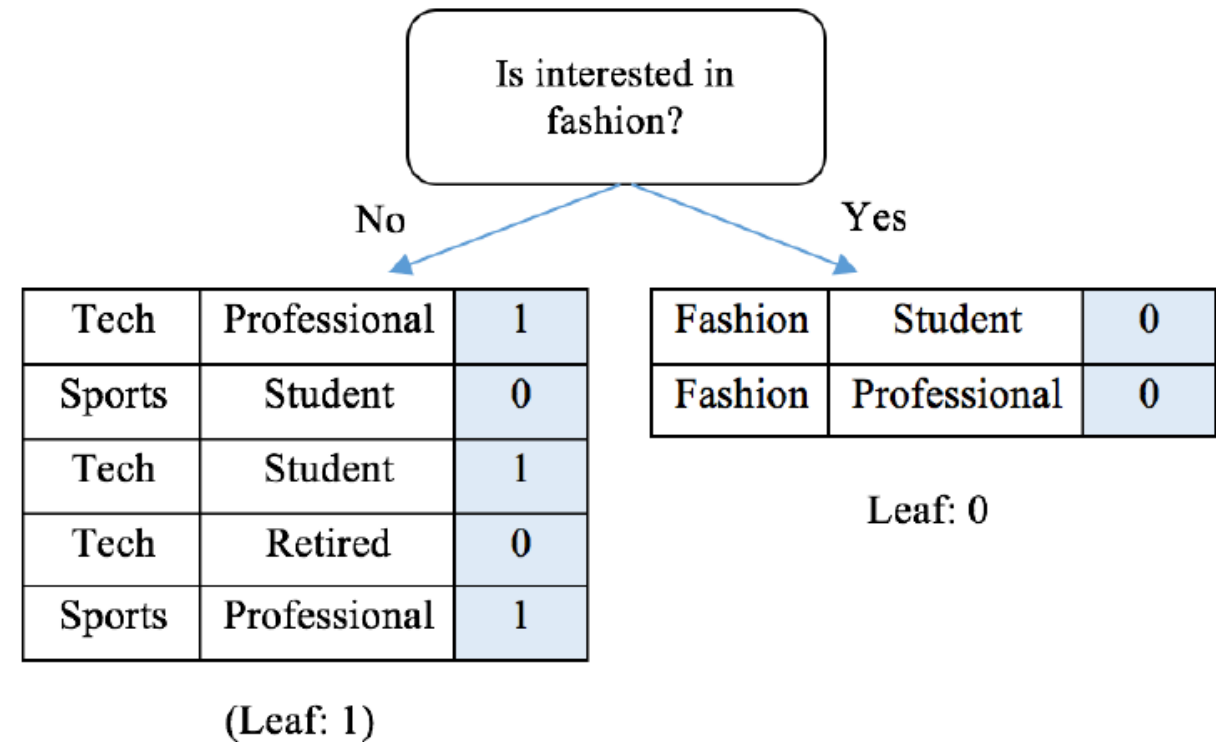 Is interested in
fashion?
No
Yes
Tech Professional 1
Sports Student 0
Tech Student 1
Tech Retired 0
Sports Professional 1
(Leaf: 1)
Fashion Student 0
Fashion Professional 0
Leaf: 0